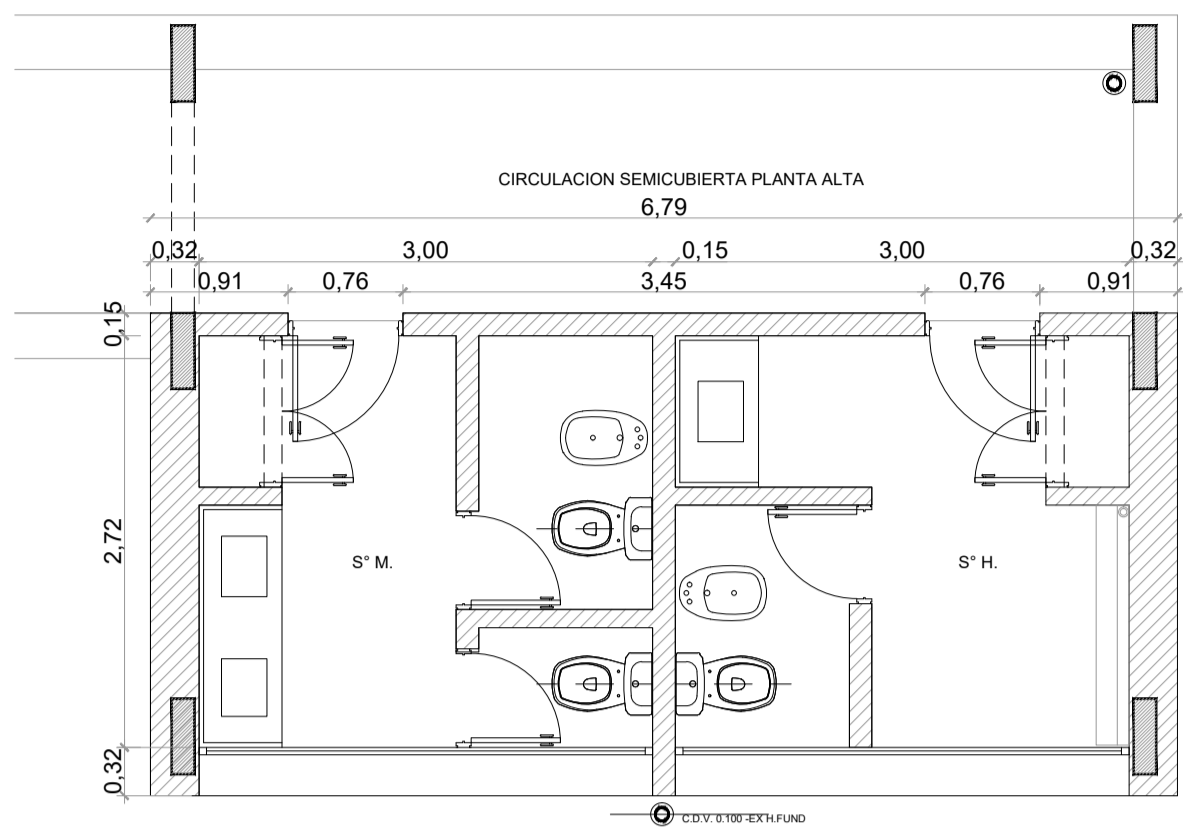 CIRCULACION SEMICUBIERTA PLANTA ALTA
6,79
0,32 3,00 0,15 3,00 0,32
0,91 0,76 3,45 0,76 0,91
0,15
2,72
S° M.
S° H.
0,32
C.D.V. 0.100 -EX H.FUND